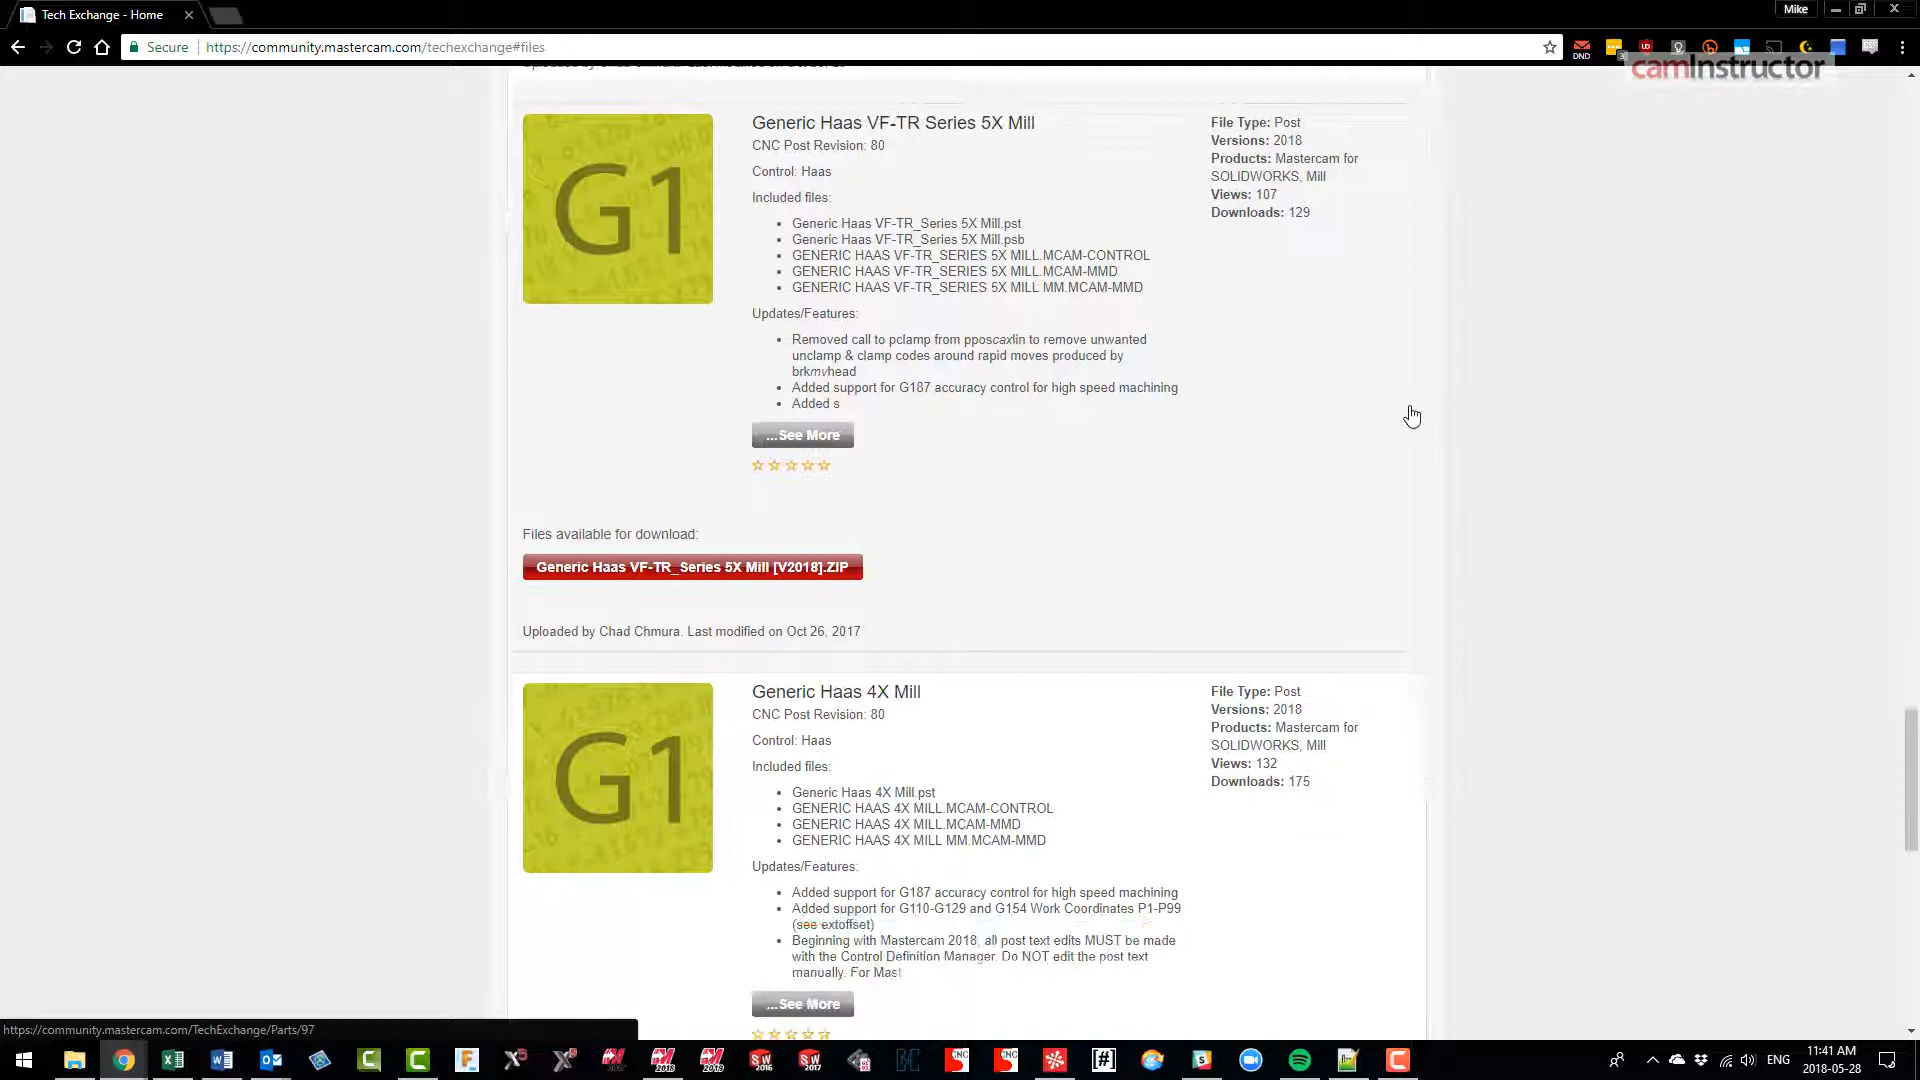 Tech Exchange - Home
Mike
Secure
https://community.mastercam.com/techexchange#files
DND
camInstructor
G1
Generic Haas VF-TR Series 5X Mill
CNC Post Revision: 80
Control: Haas
Included files:
Generic Haas VF-TR_Series 5X Mill.pst
Generic Haas VF-TR_Series 5X Mill.psb
GENERIC HAAS VF-TR_SERIES 5X MILL.MCAM-CONTROL
GENERIC HAAS VF-TR_SERIES 5X MILL.MCAM-MMD
GENERIC HAAS VF-TR_SERIES 5X MILL MM.MCAM-MMD
Updates/Features:
Removed call to pclamp from pposcaxlin to remove unwanted
unclamp & clamp codes around rapid moves produced by
brkmvhead
Added support for G187 accuracy control for high speed machining
Added s
...See More
File Type: Post
Versions: 2018
Products: Mastercam for
SOLIDWORKS, Mill
Views: 107
Downloads: 129
Files available for download:
Generic Haas VF-TR_Series 5X Mill [V2018].ZIP
Uploaded by Chad Chmura. Last modified on Oct 26, 2017
G1
Generic Haas 4X Mill
CNC Post Revision: 80
Control: Haas
Included files:
Generic Haas 4X Mill.pst
GENERIC HAAS 4X MILL.MCAM-CONTROL
GENERIC HAAS 4X MILL.MCAM-MMD
GENERIC HAAS 4X MILL MM.MCAM-MMD
Updates/Features:
Added support for G187 accuracy control for high speed machining
Added support for G110-G129 and G154 Work Coordinates P1-P99
(see extoffset)
Beginning with Mastercam 2018, all post text edits MUST be made
with the Control Definition Manager. Do NOT edit the post text
manually. For Mast
...See More
File Type: Post
Versions: 2018
Products: Mastercam for
SOLIDWORKS, Mill
Views: 132
Downloads: 175
https://community.mastercam.com/TechExchange/Parts/97
ENG
11:41 AM
2018-05-28